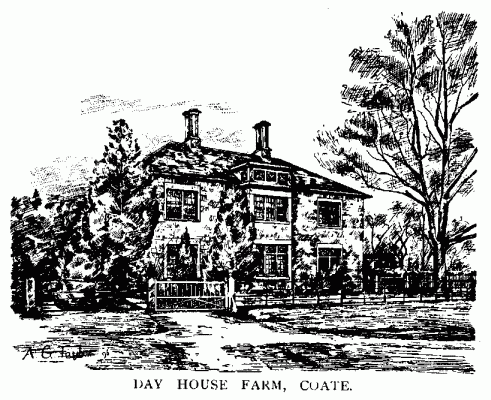 A G
DAY HOUSE FARM, COATE.